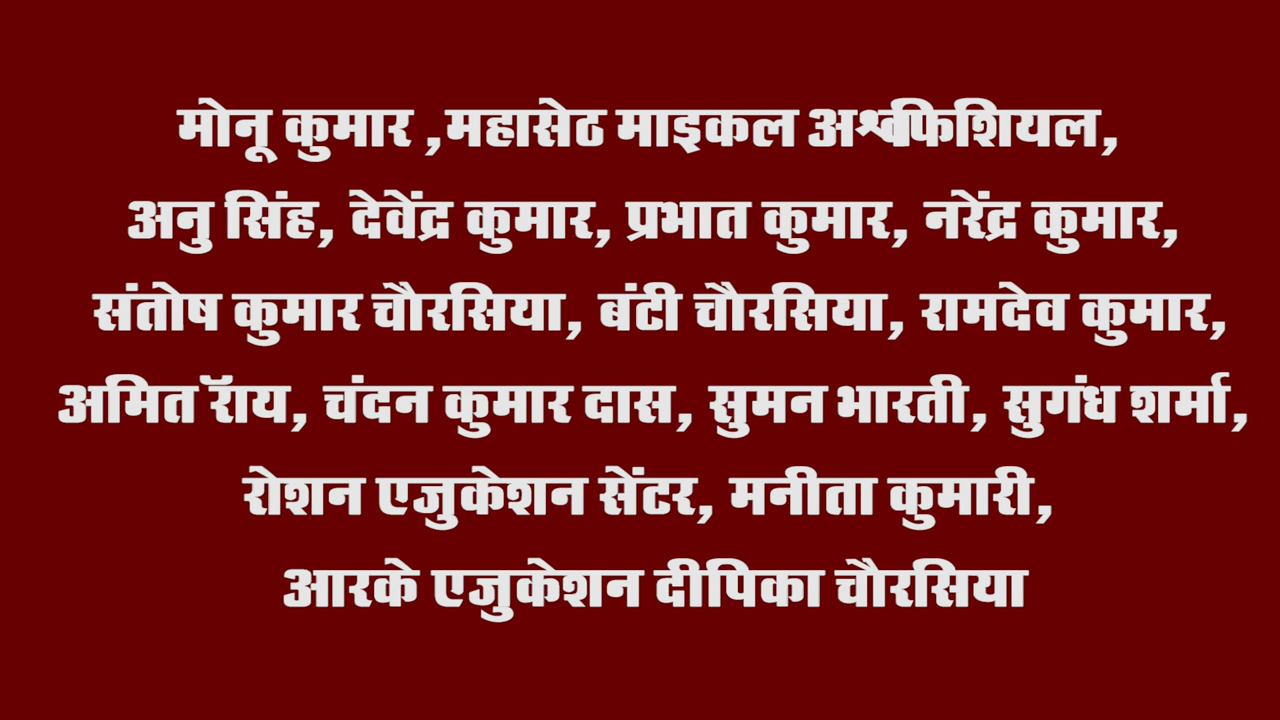 मोनू कुमार ,महासेठ माइकल
अनु सिंह, देवेंद्र कुमार, प्रभात कुमार, नरेंद्र कुमार,
संतोष कुमार चौरसिया, बंटी चौरसिया, रामदेव कुमार,
अमित रॅाय, चंदन कुमार दास, सुमन भारती, सुगंध शर्मा,
रोशन एजुकेशन सेंटर, मनीता कुमारी,
आरके एजुकेशन दीपिका चौरसिया